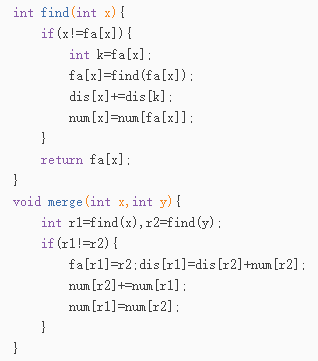 int find(int x){
    if(x!=fa[x]){
        int k=fa[x];
        fa[x]=find(fa[x]);
        dis[x]+=dis[k];
        num[x]=num[fa[x]];
    }
    return fa[x];
}
void merge(int x,int y){
    int r1=find(x),r2=find(y);
    if(r1!=r2){
        fa[r1]=r2;dis[r1]=dis[r2]+num[r2];
        num[r2]+=num[r1];
        num[r1]=num[r2];
    }
}